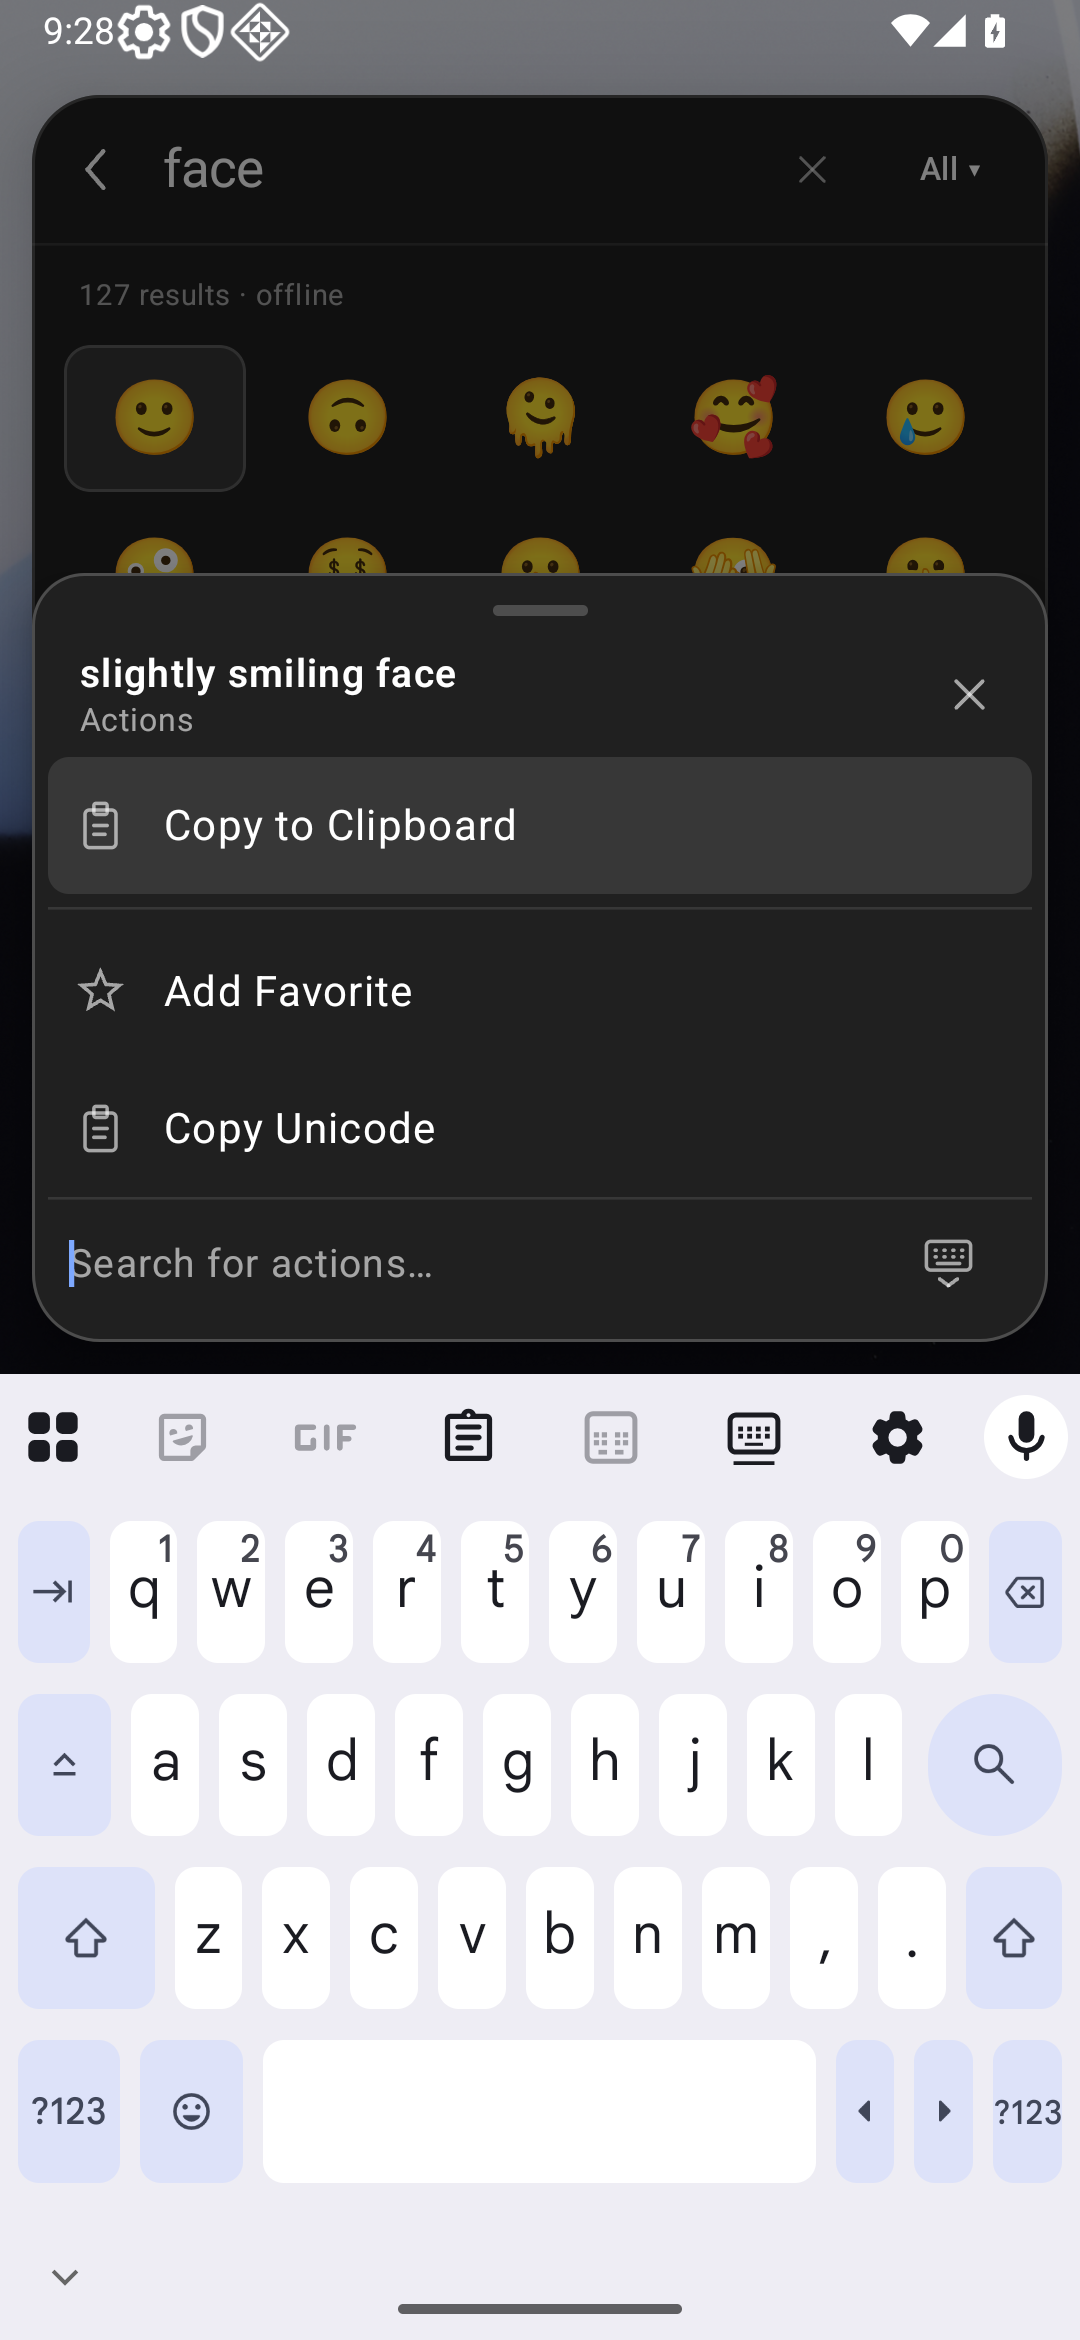 9:28
face
All ▾
127 results · offline
slightly smiling face
Actions
Copy to Clipboard
Add Favorite
Copy Unicode
Search for actions…
GIF
1 2 3 4 5 6 7 8 9 0
q w e r t y u i o p
a s d f g h j k l
z x c v b n m , .
?123 ?123